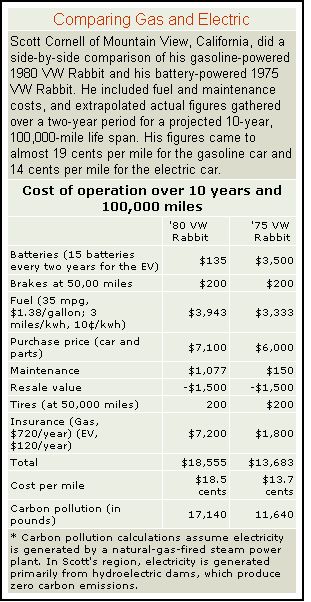 Comparing Gas and Electric
Scott Cornell of Mountain View, California, did a
side-by-side comparison of his gasoline-powered
1980 VW Rabbit and his battery-powered 1975
VW Rabbit. He included fuel and maintenance
costs, and extrapolated actual figures gathered
over a two-year period for a projected 10-year,
100,000-mile life span. His figures came to
almost 19 cents per mile for the gasoline car and
14 cents per mile for the electric car.
Cost of operation over 10 years and
100,000 miles
'80 VW '75 VW
Rabbit Rabbit
Batteries (15 batteries
every two years for the EV) $135 $3,500
Brakes at 50,00 miles $200 $200
Fuel (35 mpg,
$1.38/gallon; 3 $3,943 $3,333
miles/kwh, 10¢/kwh)
Purchase price (car and
parts) $7,100 $6,000
Maintenance $1,077 $150
Resale value -$1,500 -$1,500
Tires (at 50,000 miles) 200 $200
Insurance (Gas,
$720/year) (EV, $7,200 $1,800
$120/year)
Total $18,555 $13,683
Cost per mile $18.5 $13.7
cents cents
Carbon pollution (in
pounds) 17,140 11,640
* Carbon pollution calculations assume electricity
is generated by a natural-gas-fired steam power
plant. In Scott's region, electricity is generated
primarily from hydroelectric dams, which produce
zero carbon emissions.